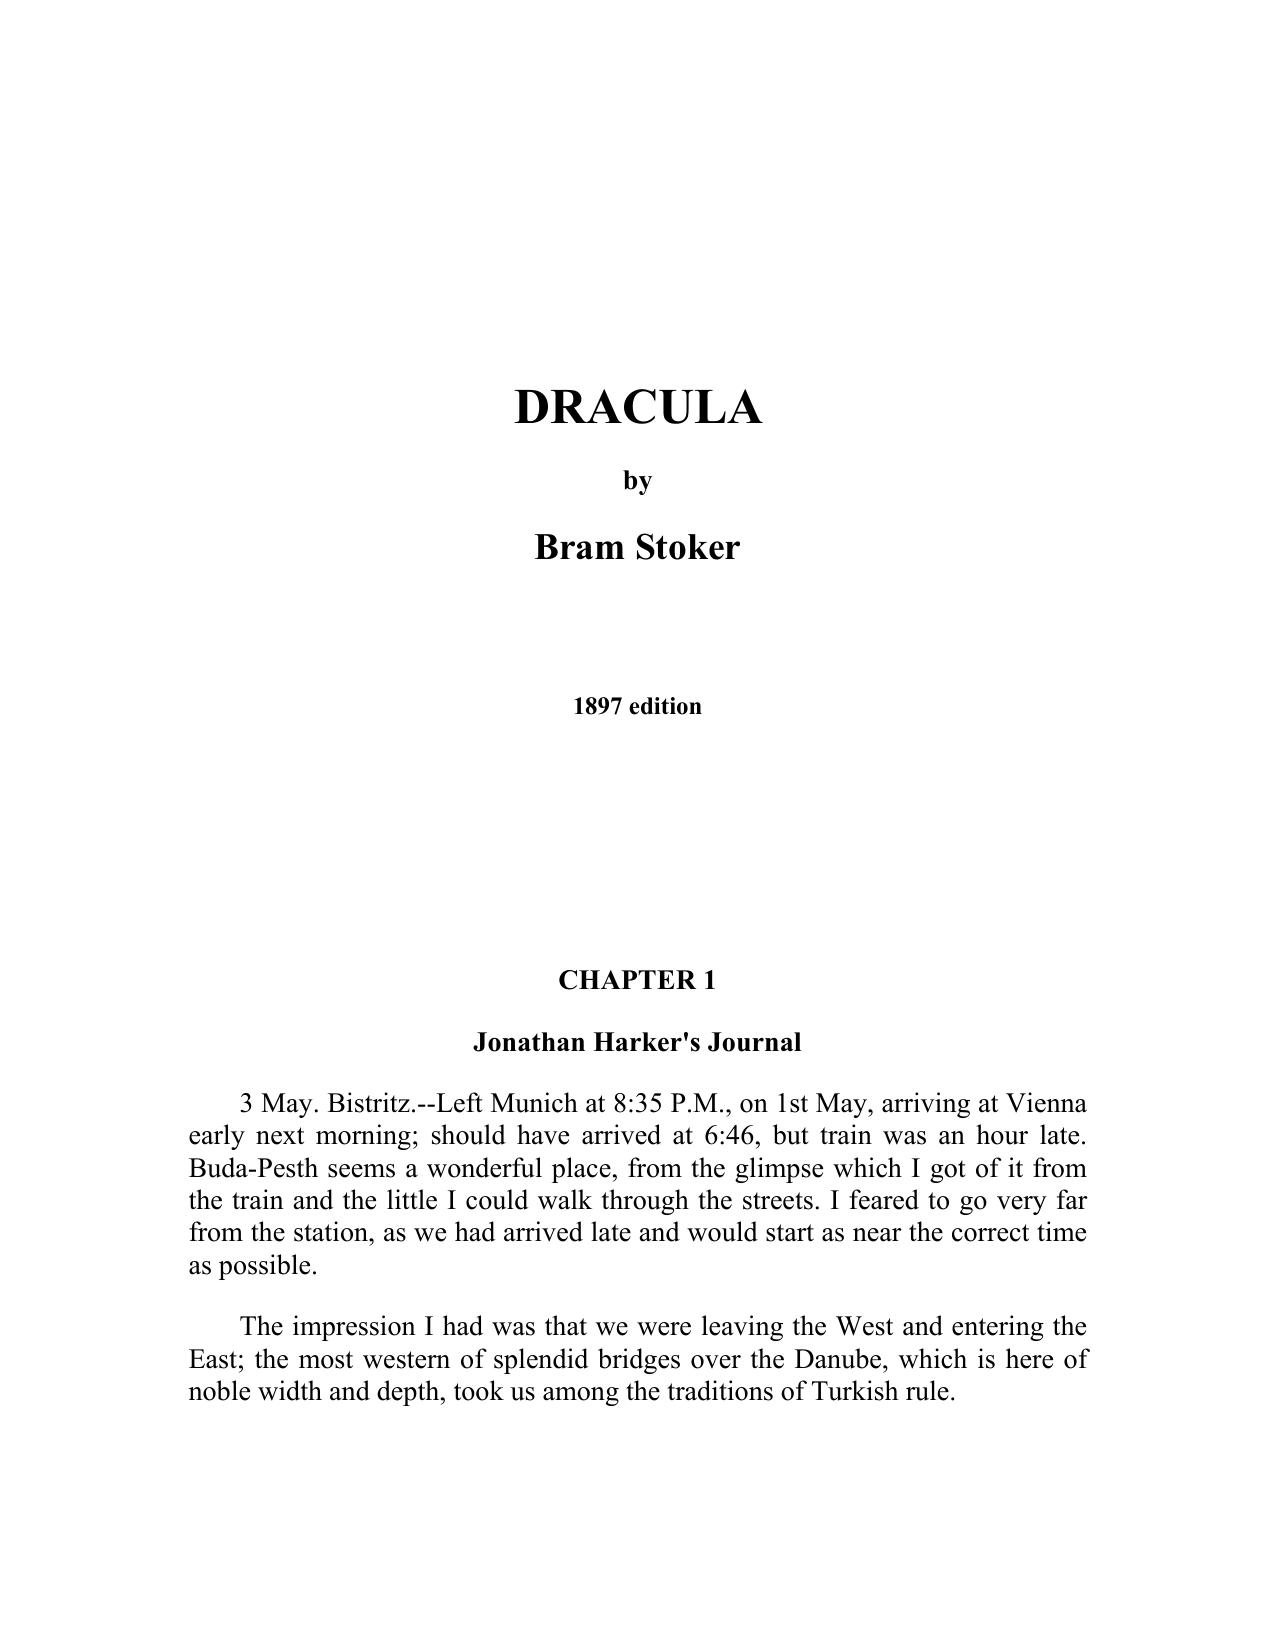 DRACULA
by
Bram Stoker
1897 edition
CHAPTER 1
Jonathan Harker's Journal
3 May. Bistritz.--Left Munich at 8:35 P.M., on 1st May, arriving at Vienna
early next morning; should have arrived at 6:46, but train was an hour late.
Buda-Pesth seems a wonderful place, from the glimpse which I got of it from
the train and the little I could walk through the streets. I feared to go very far
from the station, as we had arrived late and would start as near the correct time
as possible.
The impression I had was that we were leaving the West and entering the
East; the most western of splendid bridges over the Danube, which is here of
noble width and depth, took us among the traditions of Turkish rule.